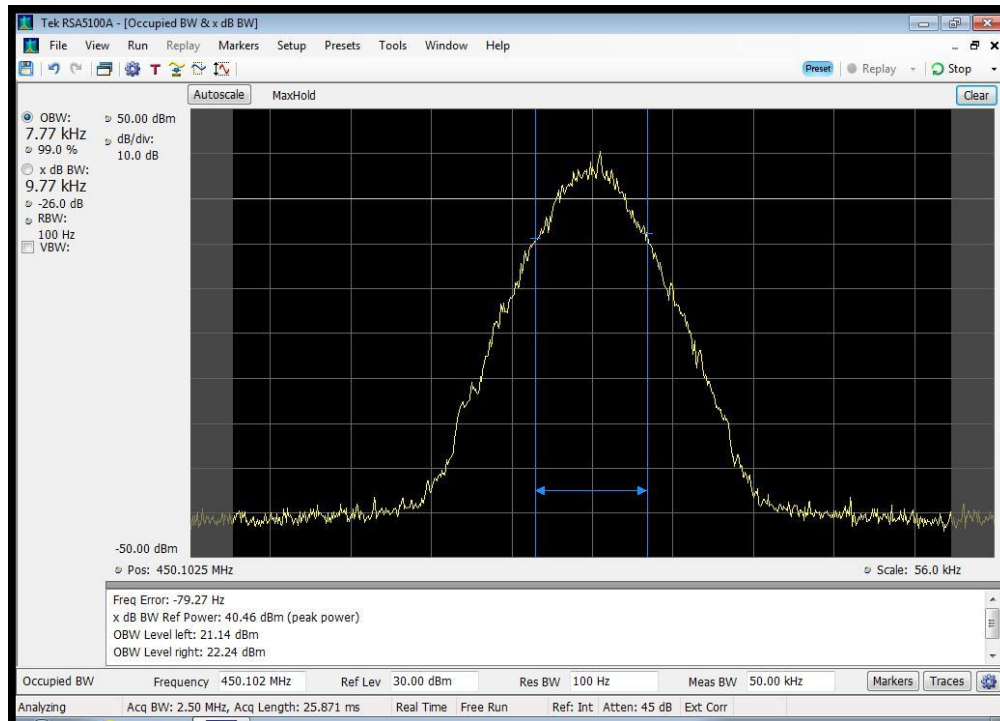 Tek RSA5100A - [Occupied BW & x dB BW]
File View Run Replay Markers Setup Presets Tools Window Help
T Preset Replay Stop
Autoscale MaxHold Clear
OBW:
7.77 kHz
99.0 %
x dB BW:
9.77 kHz
-26.0 dB
RBW:
100 Hz
VBW:
50.00 dBm
dB/div:
10.0 dB
-50.00 dBm
Pos: 450.1025 MHz Scale: 56.0 kHz
Freq Error: -79.27 Hz
x dB BW Ref Power: 40.46 dBm (peak power)
OBW Level left: 21.14 dBm
OBW Level right: 22.24 dBm
Occupied BW Frequency 450.102 MHz Ref Lev 30.00 dBm Res BW 100 Hz Meas BW 50.00 kHz Markers Traces
Analyzing Acq BW: 2.50 MHz, Acq Length: 25.871 ms Real Time Free Run Ref: Int Atten: 45 dB Ext Corr